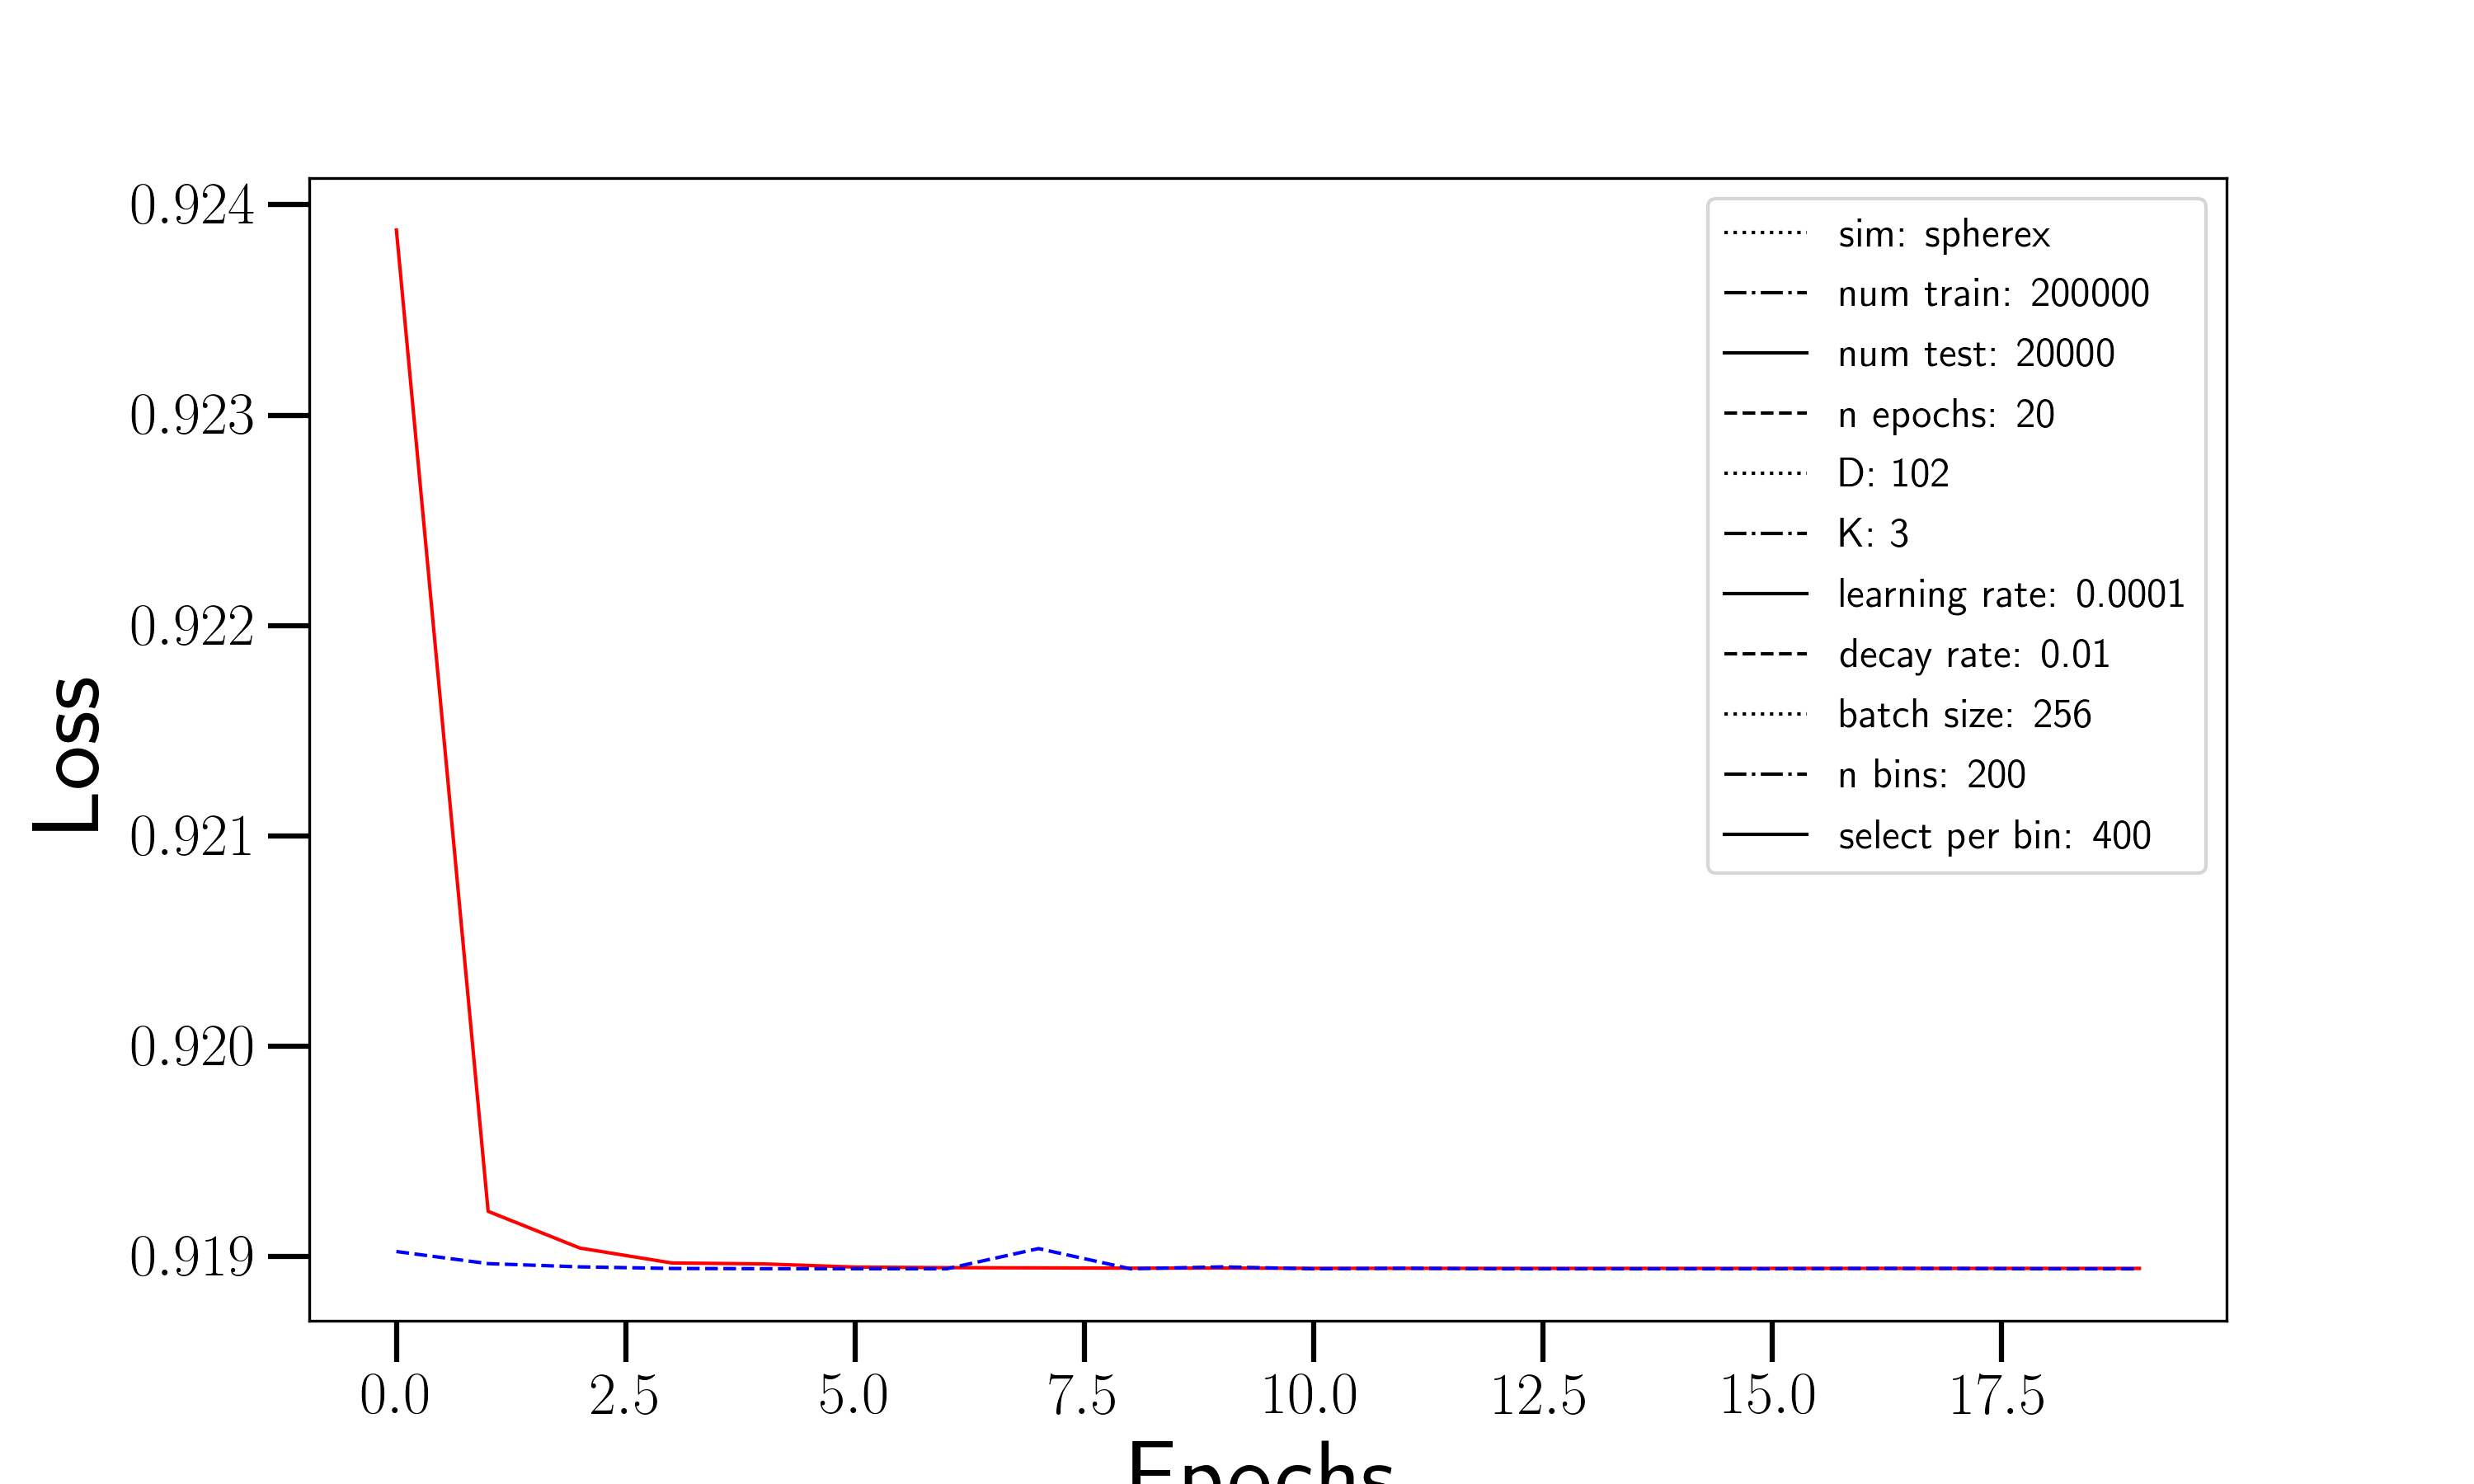 0.924
0.923
0.922
0.921
0.920
0.919
Loss
sim: spherex
num train: 200000
num test: 20000
n epochs: 20
D: 102
K: 3
learning rate: 0.0001
decay rate: 0.01
batch size: 256
n bins: 200
select per bin: 400
0.0 2.5 5.0 7.5 10.0 12.5 15.0 17.5
Epochs